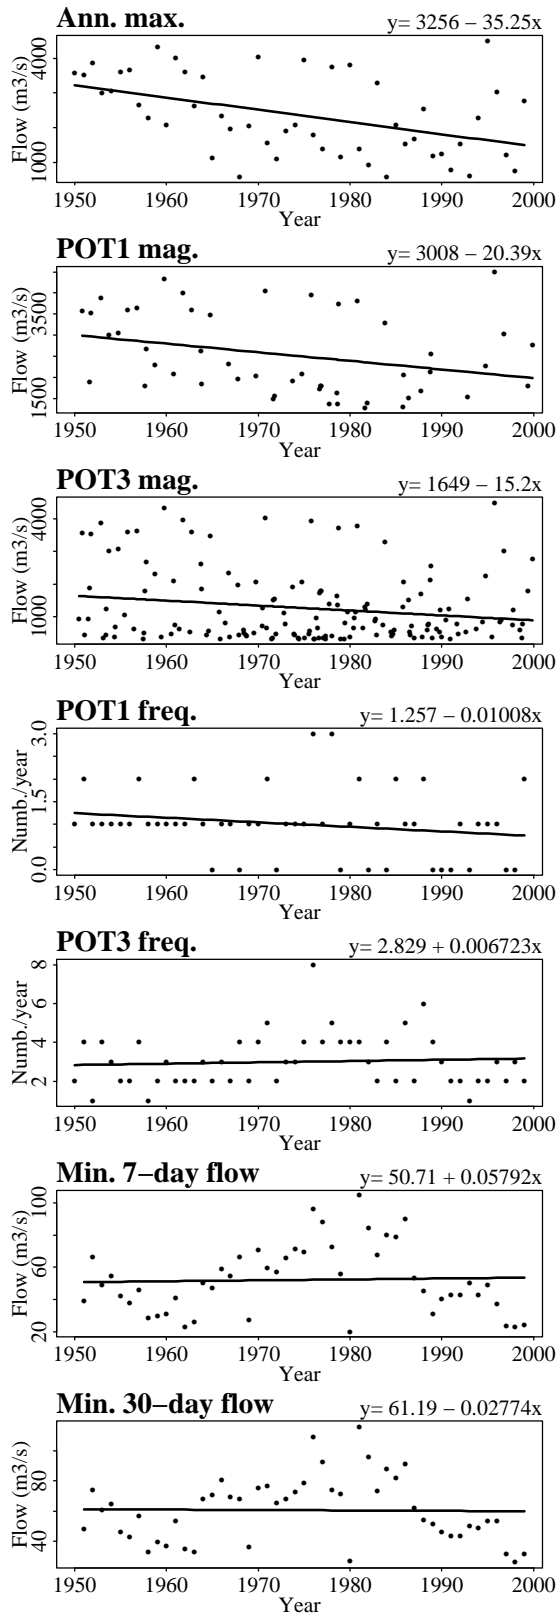 Ann. max.
y= 3256 − 35.25x
Flow (m3/s)
4000
1000
1950 1960 1970 1980 1990 2000
Year
POT1 mag.
y= 3008 − 20.39x
Flow (m3/s)
3500
1500
1950 1960 1970 1980 1990 2000
Year
POT3 mag.
y= 1649 − 15.2x
Flow (m3/s)
4000
1000
1950 1960 1970 1980 1990 2000
Year
POT1 freq.
y= 1.257 − 0.01008x
Numb./year
3.0
1.5
0.0
1950 1960 1970 1980 1990 2000
Year
POT3 freq.
y= 2.829 + 0.006723x
Numb./year
8
6
4
2
1950 1960 1970 1980 1990 2000
Year
Min. 7−day flow
y= 50.71 + 0.05792x
Flow (m3/s)
100
60
20
1950 1960 1970 1980 1990 2000
Year
Min. 30−day flow
y= 61.19 − 0.02774x
Flow (m3/s)
80
40
1950 1960 1970 1980 1990 2000
Year